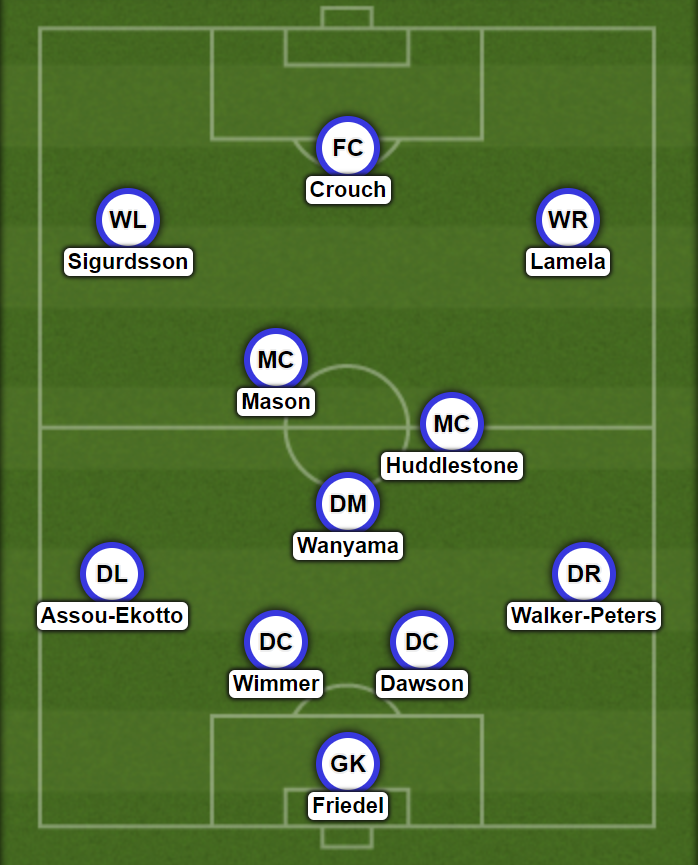 FC
Crouch
WL
WR
Sigurdsson
Lamela
MC
Mason
MC
Huddlestone
DM
Wanyama
DL
DR
Assou-Ekotto
Walker-Peters
DC
DC
Wimmer
Dawson
GK
Friedel